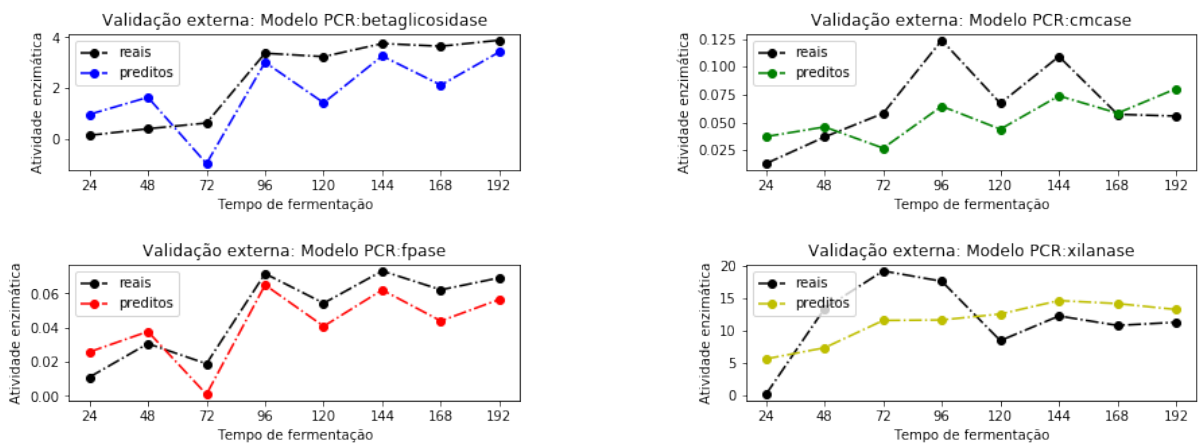 Validação externa: Modelo PCR:betaglicosidase
Atividade enzimática
4
2
0
reais
preditos
24 48 72 96 120 144 168 192
Tempo de fermentação
Validação externa: Modelo PCR:cmcase
Atividade enzimática
0.125
0.100
0.075
0.050
0.025
reais
preditos
24 48 72 96 120 144 168 192
Tempo de fermentação
Validação externa: Modelo PCR:fpase
Atividade enzimática
0.06
0.04
0.02
0.00
reais
preditos
24 48 72 96 120 144 168 192
Tempo de fermentação
Validação externa: Modelo PCR:xilanase
Atividade enzimática
20
15
10
5
0
reais
preditos
24 48 72 96 120 144 168 192
Tempo de fermentação